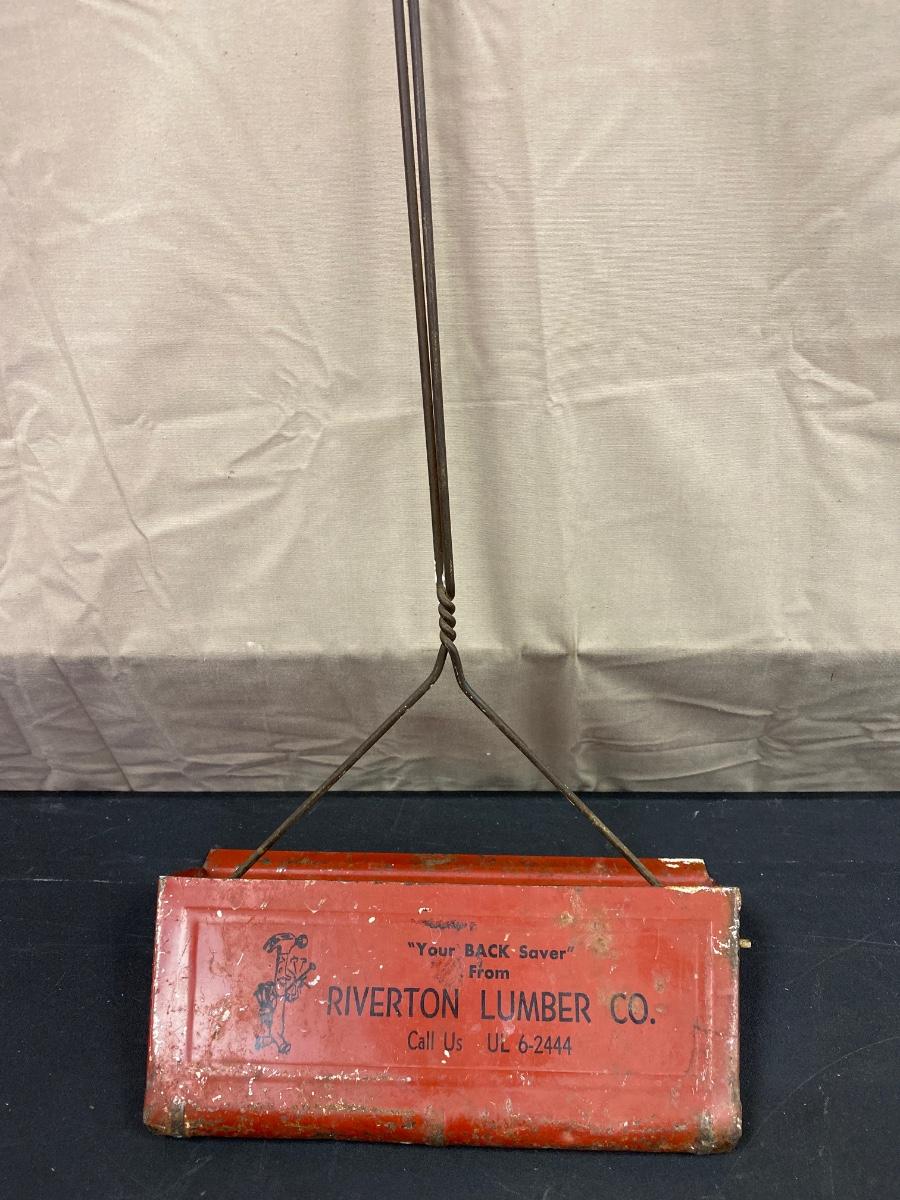 "Your BACK Saver"
From
RIVERTON LUMBER CO.
Call Us UL 6-2444